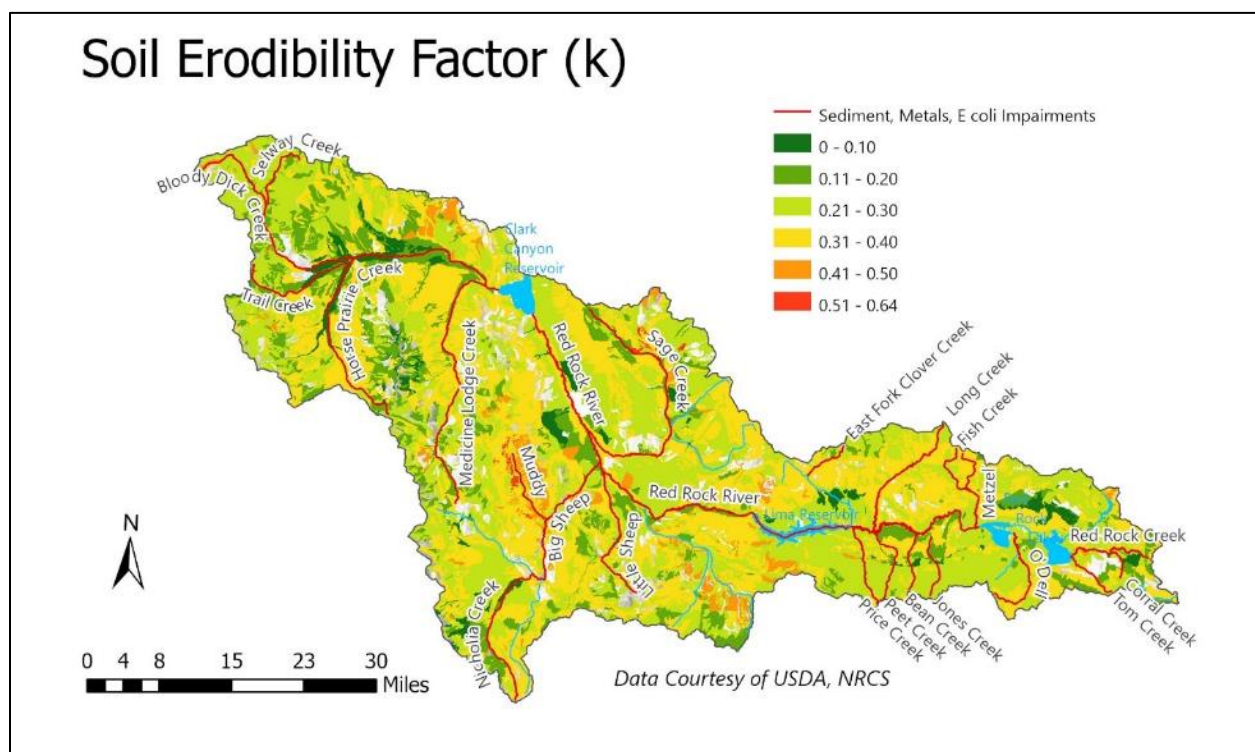 Soil Erodibility Factor (k)
Sediment, Metals, E coli Impairments
0 - 0.10
0.11 - 0.20
0.21 - 0.30
0.31 - 0.40
0.41 - 0.50
0.51 - 0.64
Selway Creek
Bloody Dick Creek
Clark
Canyon
Reservoir
Trail Creek
Horse Prairie Creek
Medicine Lodge Creek
Red Rock River
Sage Creek
East Fork Clover Creek
Long Creek
Fish Creek
Muddy
Big Sheep
Little Sheep
Red Rock River
Lima Reservoir
Metzel
Rock
Red Rock Creek
O'Dell
Corral Creek
Tom Creek
Nicholia Creek
Price Creek
Peet Creek
Bean Creek
Jones Creek
N
0 4 8 15 23 30
Miles
Data Courtesy of USDA, NRCS